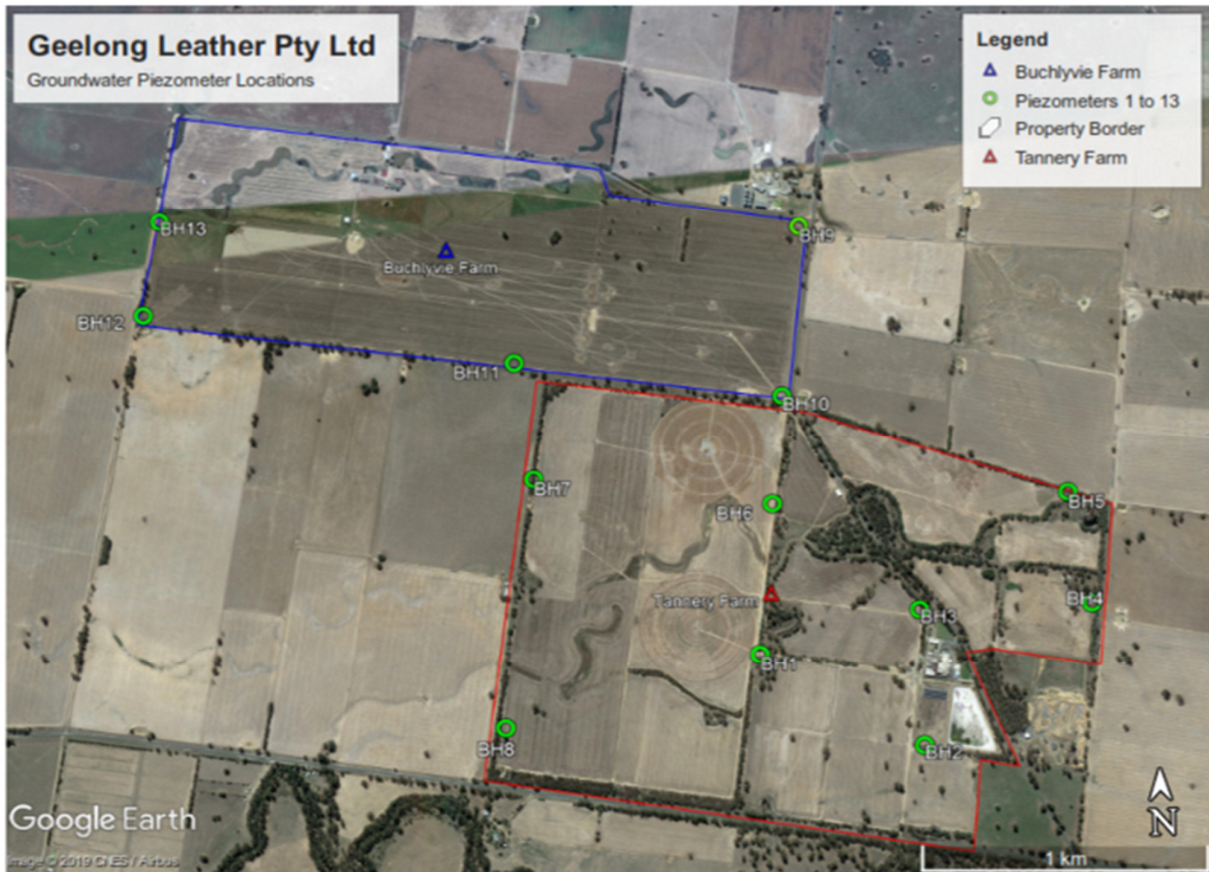 Geelong Leather Pty Ltd
Groundwater Piezometer Locations
Legend
Buchlyvie Farm
Piezometers 1 to 13
Property Border
Tannery Farm
BH13
BH9
Buchlyvie Farm
BH12
BH11
BH10
BH7
BH5
BH6
Tannery Farm
BH4
BH3
BH1
BH8
BH2
Google Earth
N
Image © 2019 CNES / Airbus
1 km